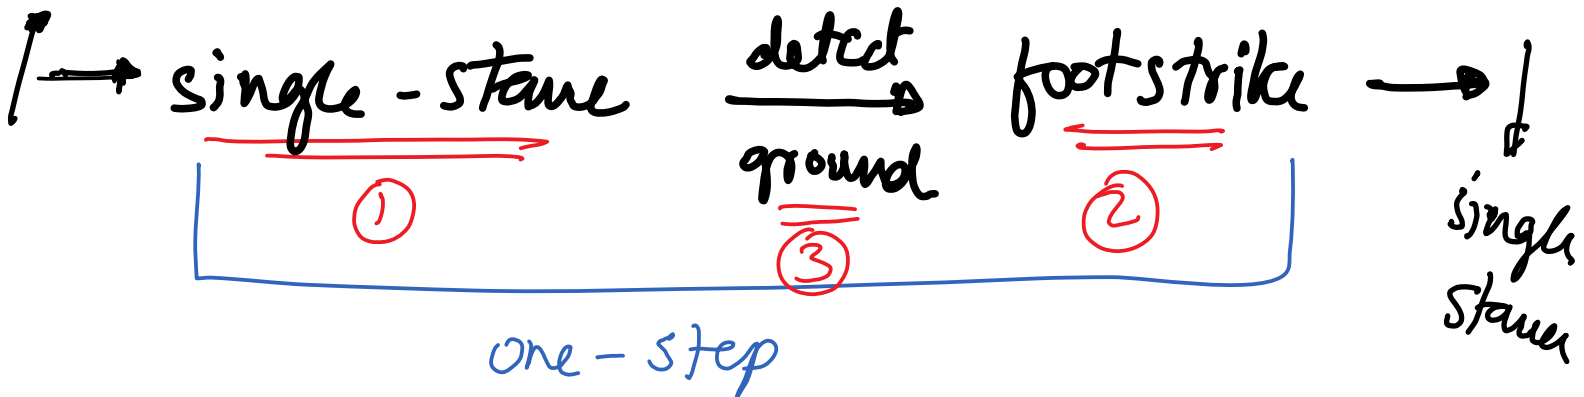 single-stance
detect
ground
footstrike
single
stance
1
3
2
one-step